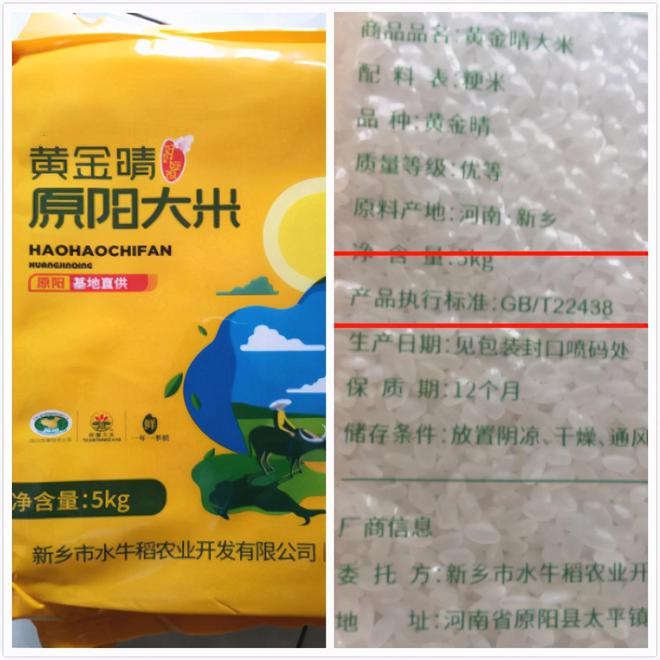 黄金晴
原阳大米
HAOHAOCHIFAN
HUANGJINQING
原阳 基地直供
一年一季稻
净含量:5kg
新乡市水牛稻农业开发有限公司
商品品名:黄金晴大米
配 料 表:粳米
品 种:黄金晴
质量等级:优等
原料产地:河南·新乡
净 含 量:5kg
产品执行标准:GB/T22438
生产日期:见包装封口喷码处
保 质 期:12个月
储存条件:放置阴凉、干燥、通风
厂商信息
委 托 方:新乡市水牛稻农业开
地 址:河南省原阳县太平镇